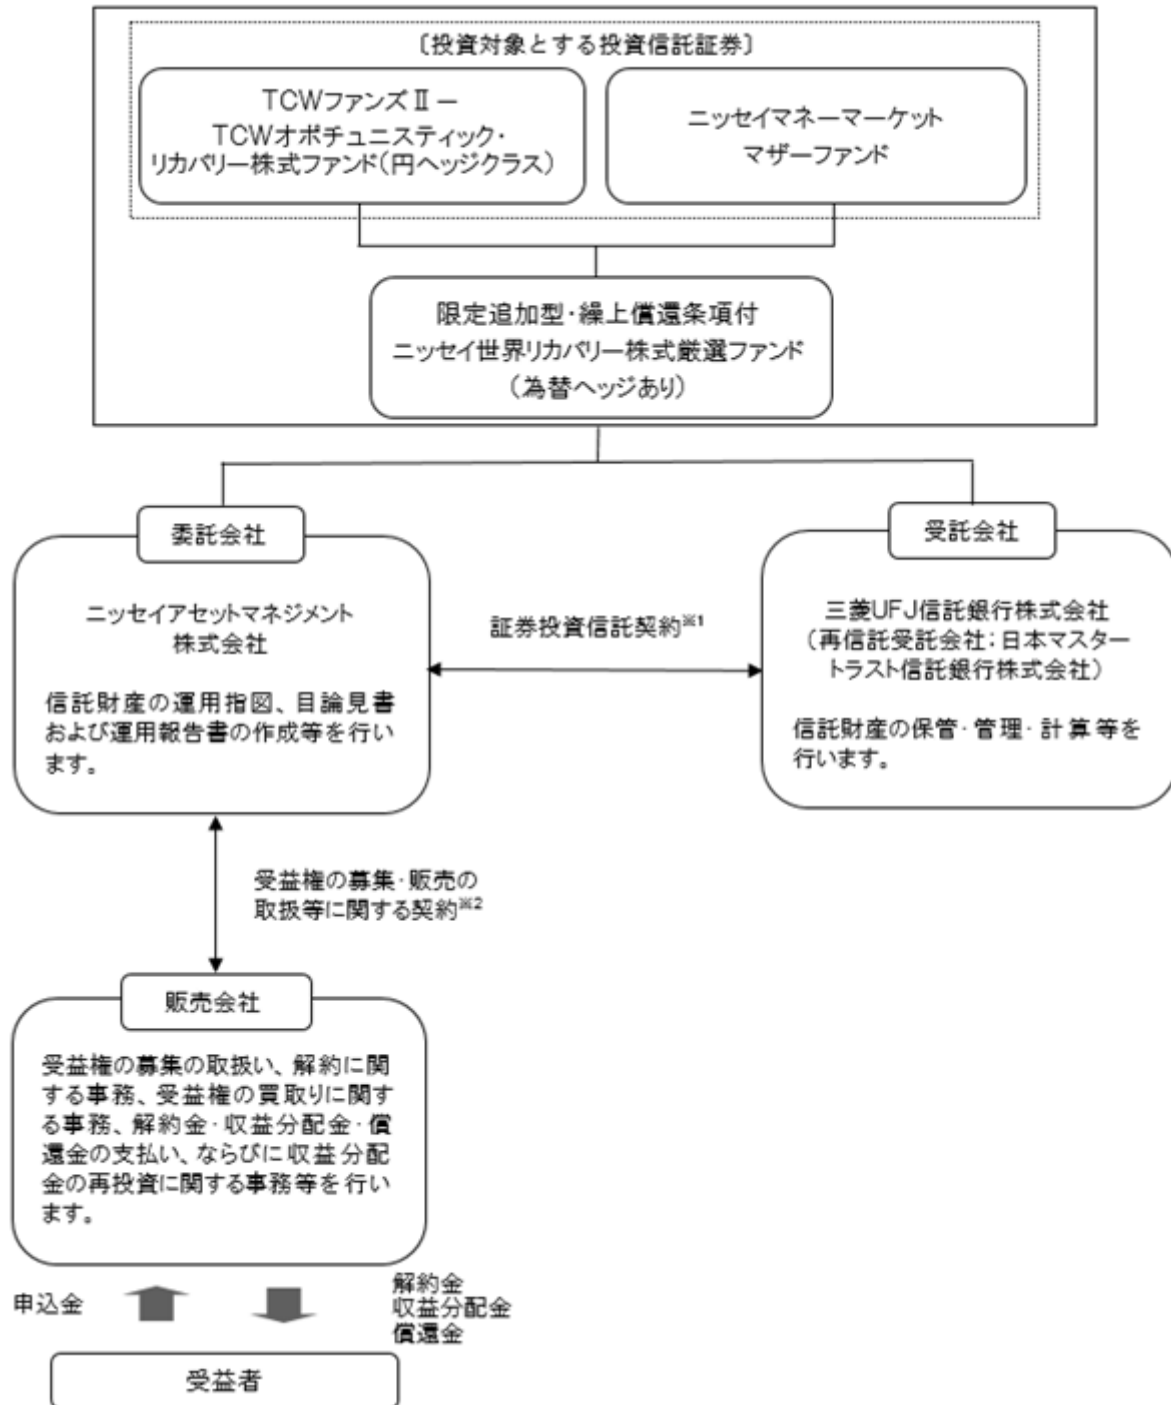 〔投資対象とする投資信託証券〕
TCWファンズⅡ－
TCWオポチュニスティック・
リカバリー株式ファンド（円ヘッジクラス）
ニッセイマネーマーケット
マザーファンド
限定追加型・繰上償還条項付
ニッセイ世界リカバリー株式厳選ファンド
（為替ヘッジあり）
委託会社
ニッセイアセットマネジメント
株式会社
信託財産の運用指図、目論見書
および運用報告書の作成等を行い
ます。
証券投資信託契約※1
受託会社
三菱UFJ信託銀行株式会社
（再信託受託会社：日本マスター
トラスト信託銀行株式会社）
信託財産の保管・管理・計算等を
行います。
受益権の募集・販売の
取扱等に関する契約※2
販売会社
受益権の募集の取扱い、解約に関
する事務、受益権の買取りに関す
る事務、解約金・収益分配金・償
還金の支払い、ならびに収益分配
金の再投資に関する事務等を行い
ます。
申込金
解約金
収益分配金
償還金
受益者